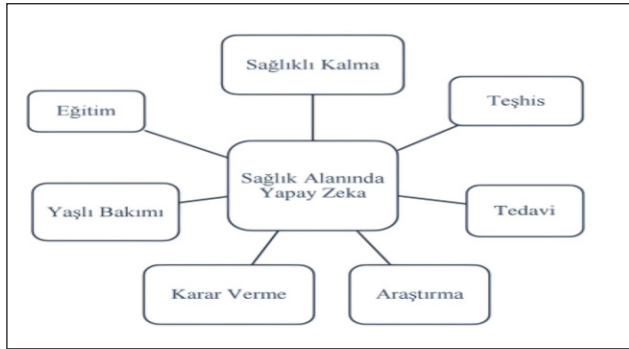 Sağlıklı Kalma
Teşhis
Eğitim
Sağlık Alanında
Yapay Zeka
Yaşlı Bakımı
Tedavi
Karar Verme
Araştırma